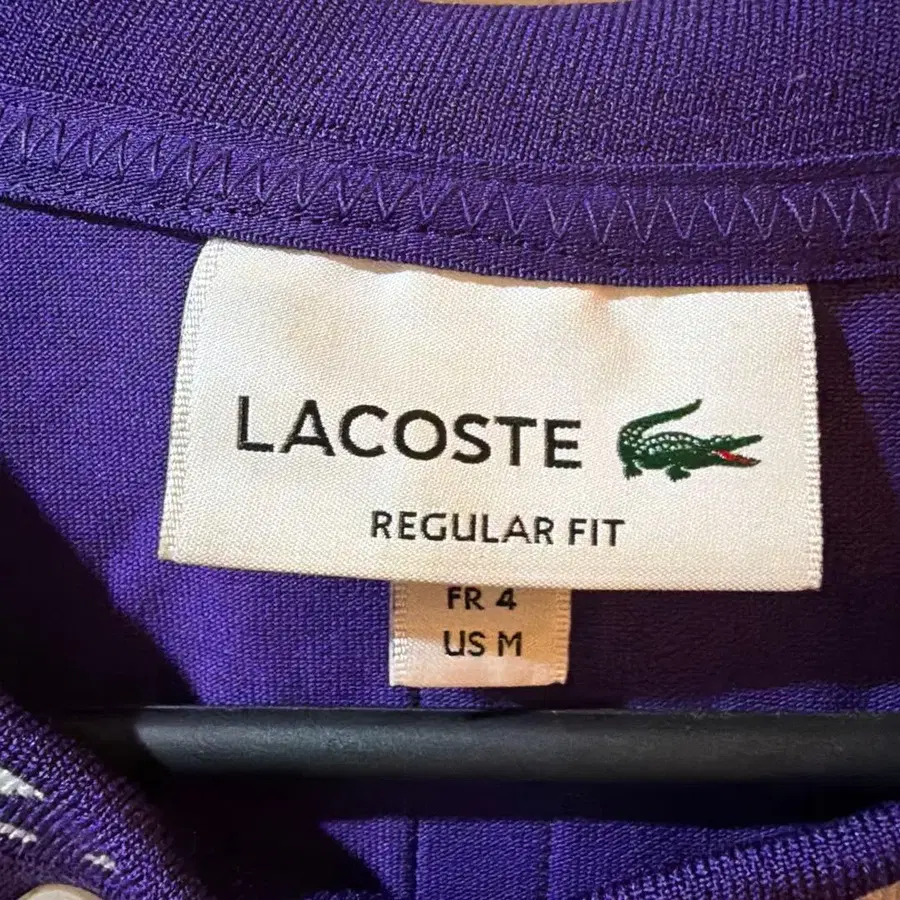 LACOSTE
REGULAR FIT
FR 4
US M